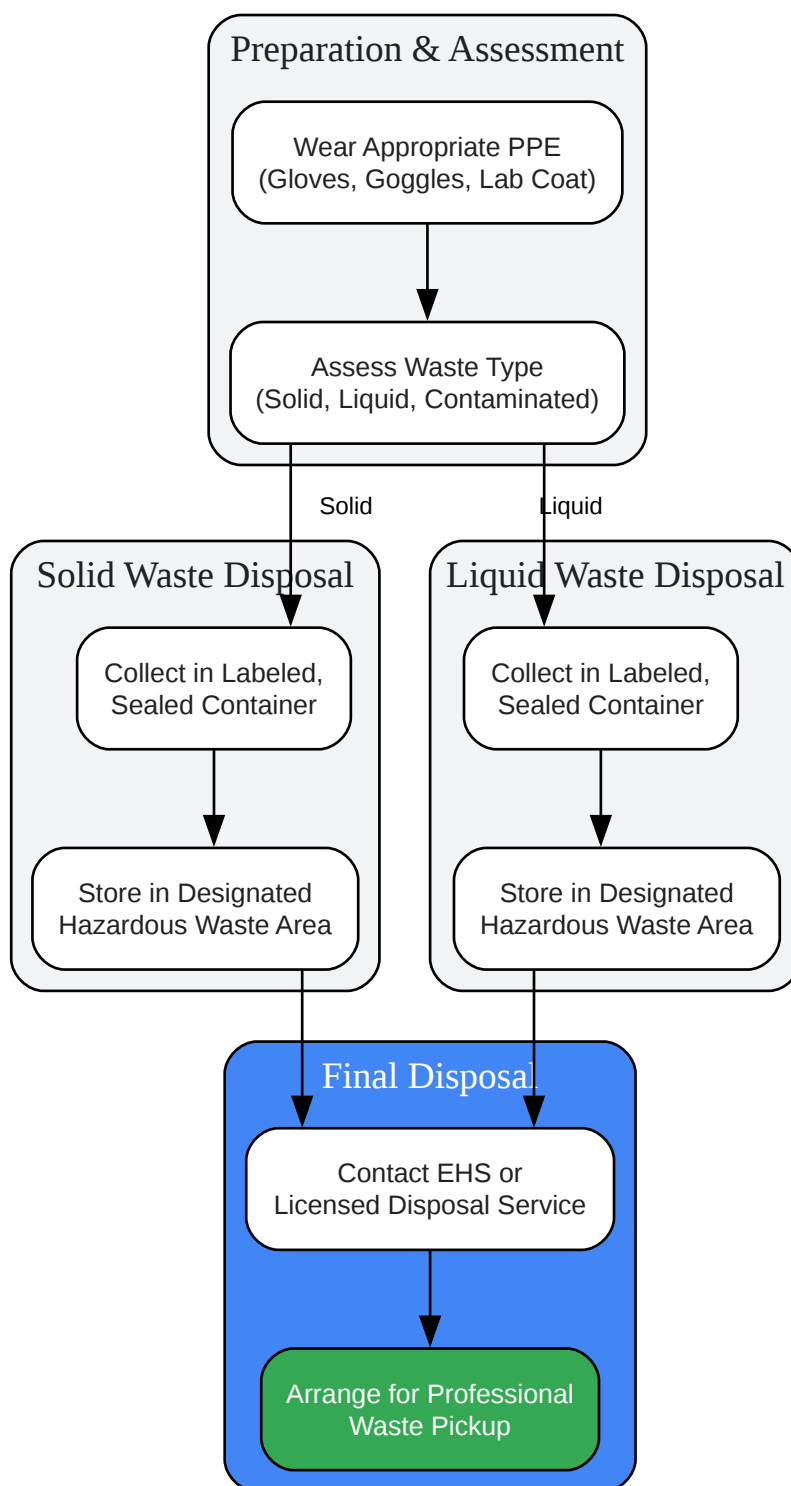 Preparation & Assessment
Wear Appropriate PPE
(Gloves, Goggles, Lab Coat)
Assess Waste Type
(Solid, Liquid, Contaminated)
Solid
Liquid
Solid Waste Disposal
Collect in Labeled,
Sealed Container
Store in Designated
Hazardous Waste Area
Liquid Waste Disposal
Collect in Labeled,
Sealed Container
Store in Designated
Hazardous Waste Area
Final Disposal
Contact EHS or
Licensed Disposal Service
Arrange for Professional
Waste Pickup